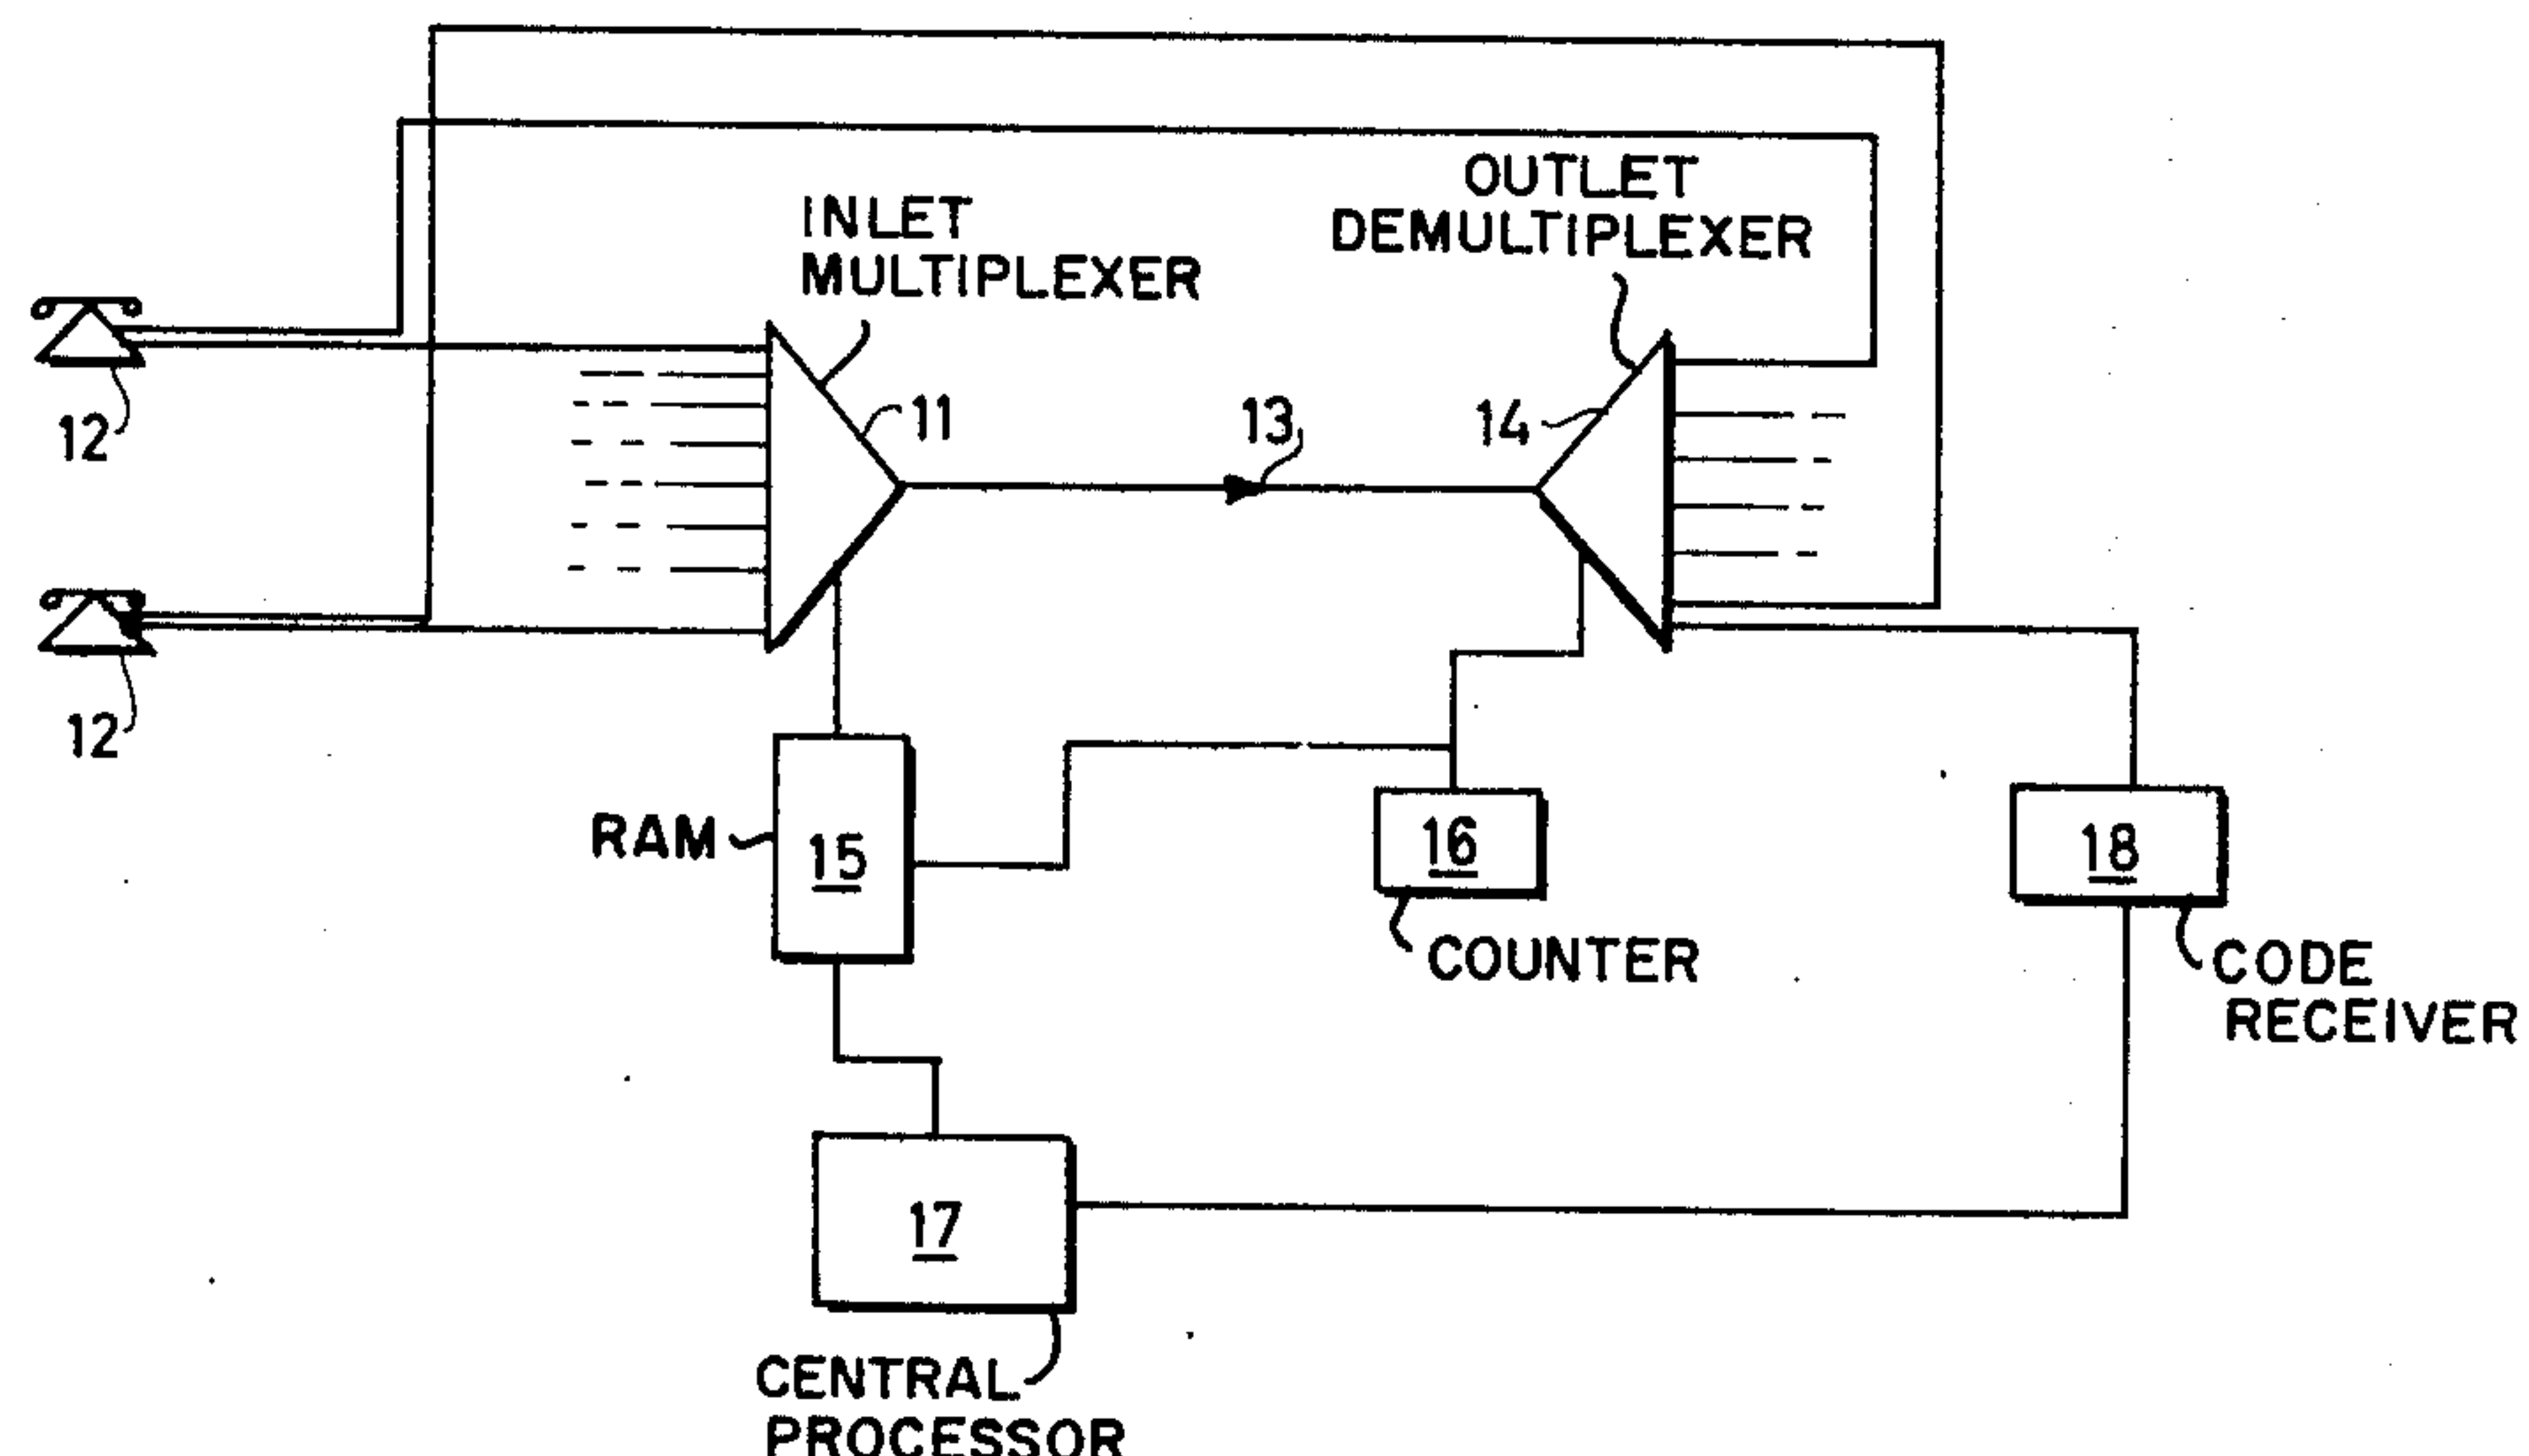 OUTLET
DEMULTIPLEXER
INLET
MULTIPLEXER
11
13
14
12
12
RAM
15
16
18
COUNTER
CODE
RECEIVER
17
CENTRAL
PROCESSOR